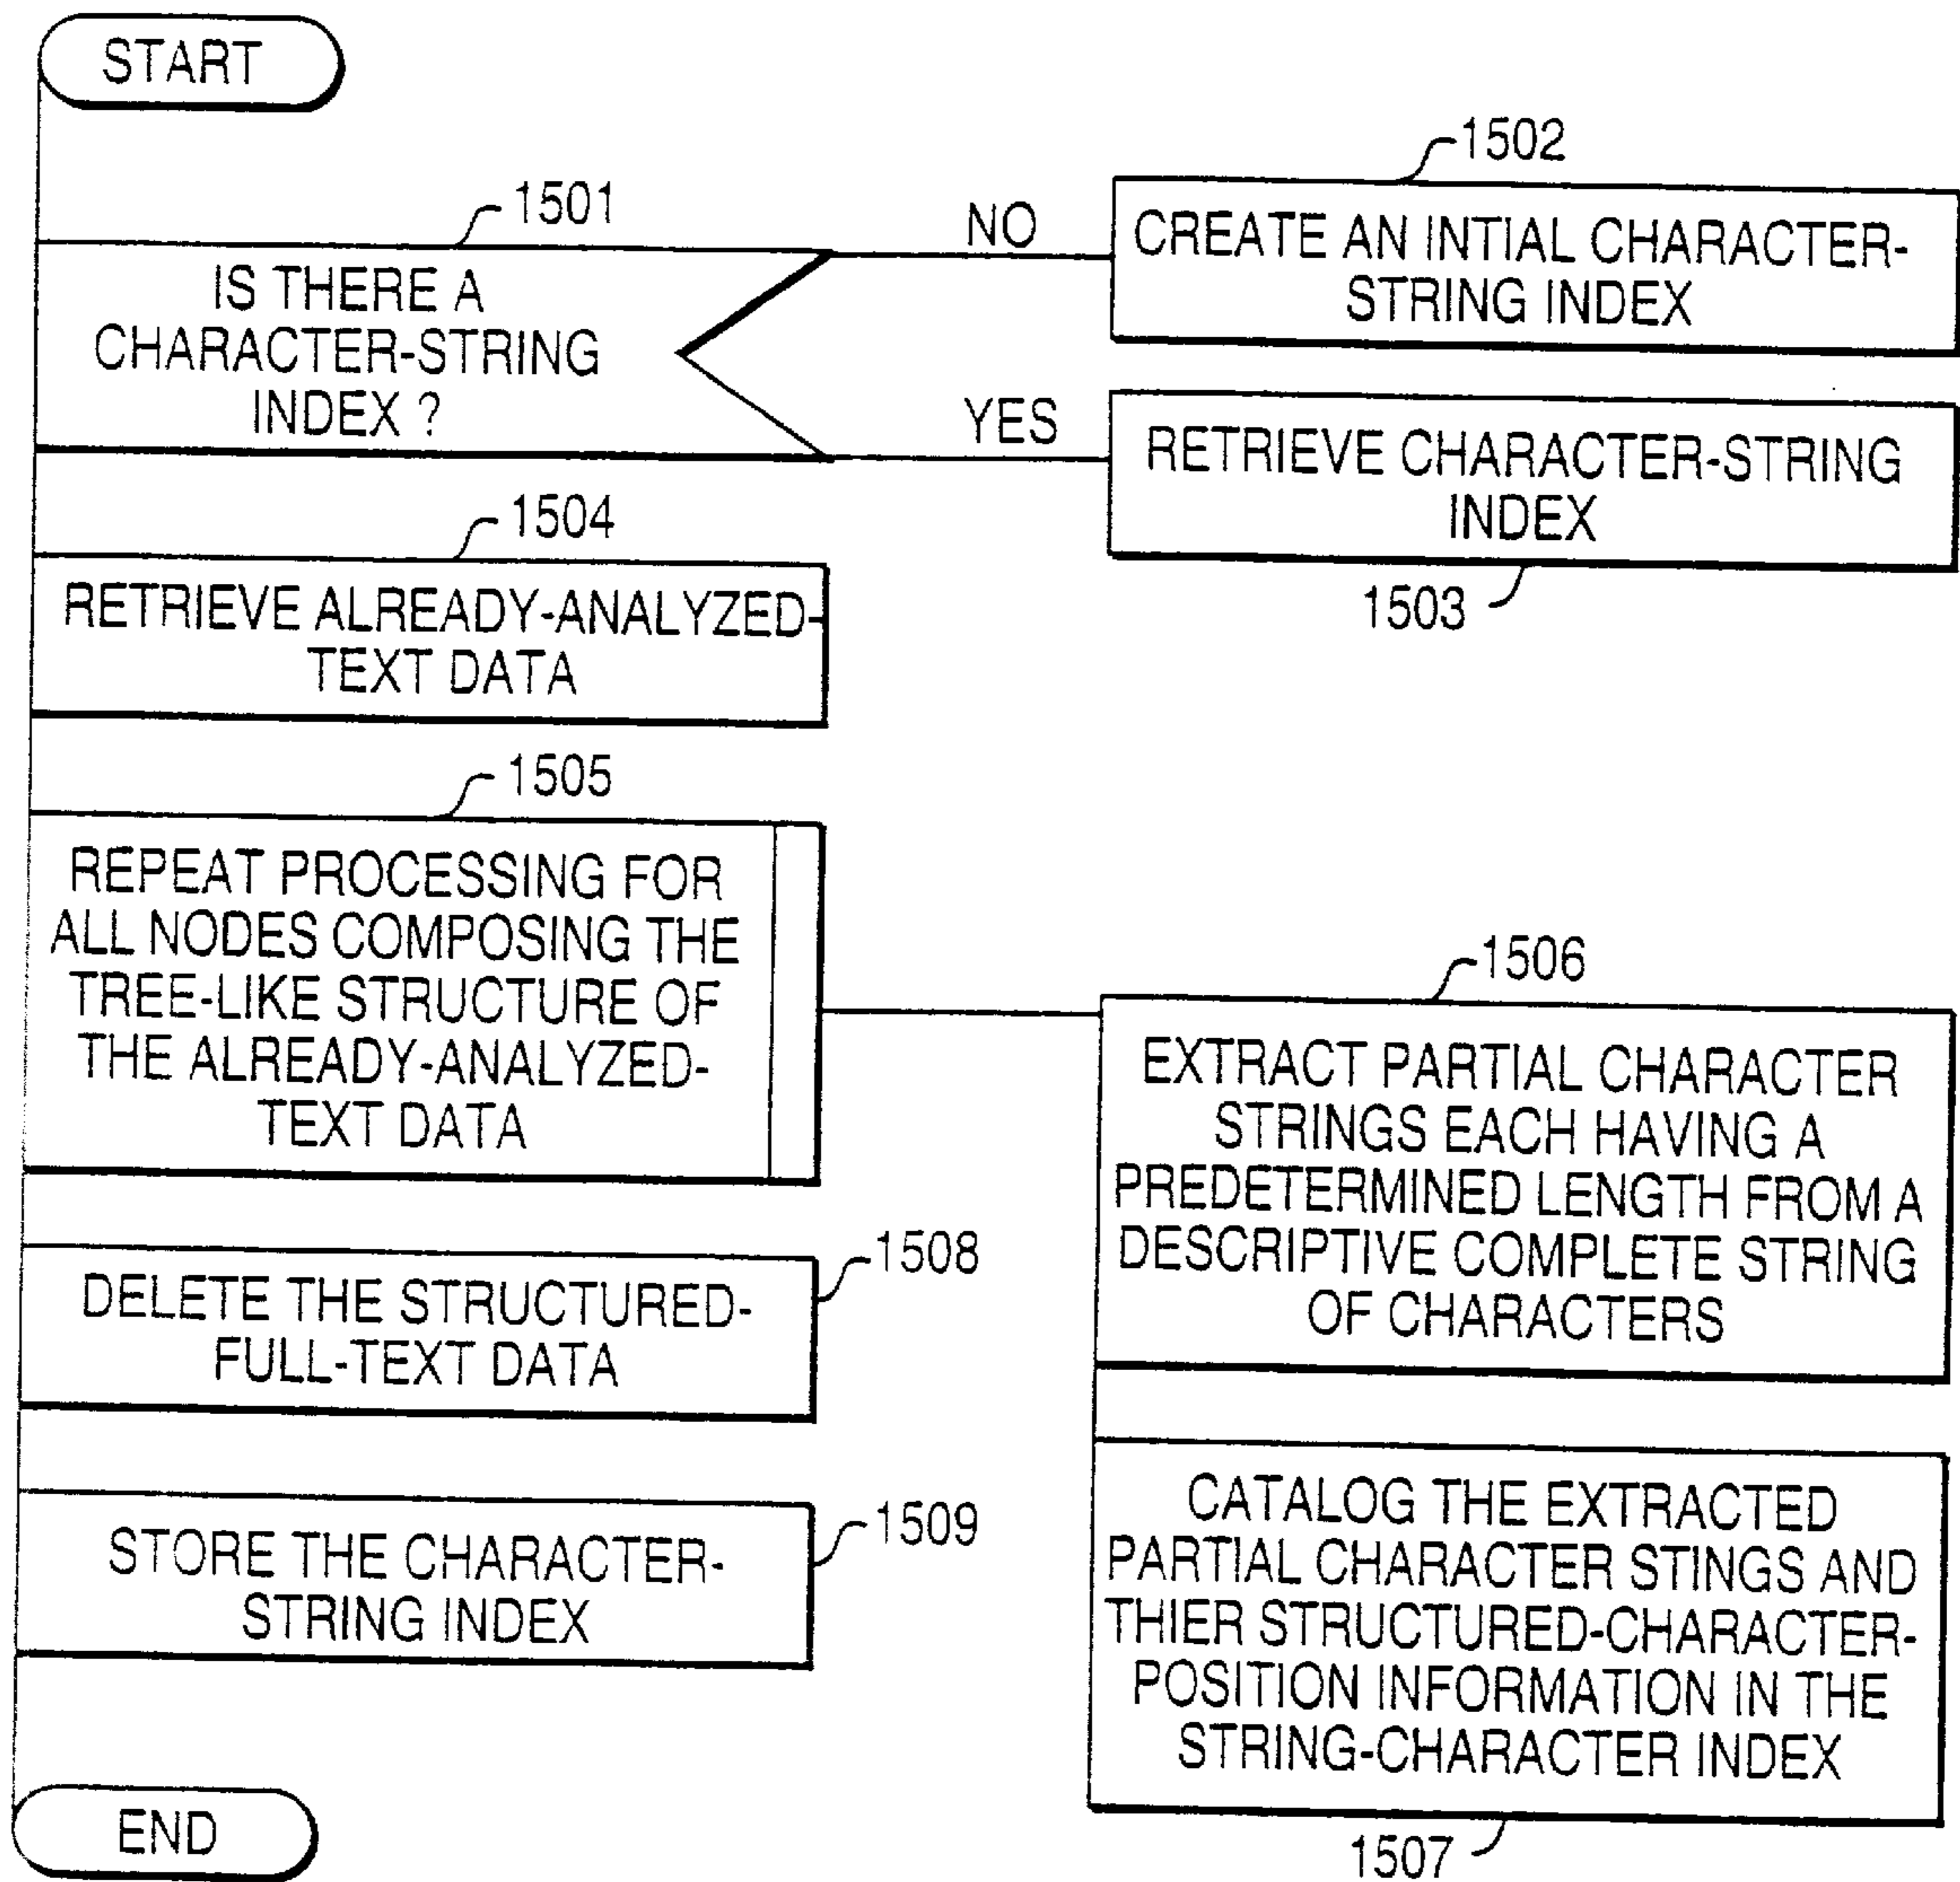 START
1501
IS THERE A
CHARACTER-STRING
INDEX ?
NO
1502
CREATE AN INTIAL CHARACTER-
STRING INDEX
YES
RETRIEVE CHARACTER-STRING
INDEX
1503
1504
RETRIEVE ALREADY-ANALYZED-
TEXT DATA
1505
REPEAT PROCESSING FOR
ALL NODES COMPOSING THE
TREE-LIKE STRUCTURE OF
THE ALREADY-ANALYZED-
TEXT DATA
1506
EXTRACT PARTIAL CHARACTER
STRINGS EACH HAVING A
PREDETERMINED LENGTH FROM A
DESCRIPTIVE COMPLETE STRING
OF CHARACTERS
CATALOG THE EXTRACTED
PARTIAL CHARACTER STINGS AND
THIER STRUCTURED-CHARACTER-
POSITION INFORMATION IN THE
STRING-CHARACTER INDEX
1507
1508
DELETE THE STRUCTURED-
FULL-TEXT DATA
1509
STORE THE CHARACTER-
STRING INDEX
END